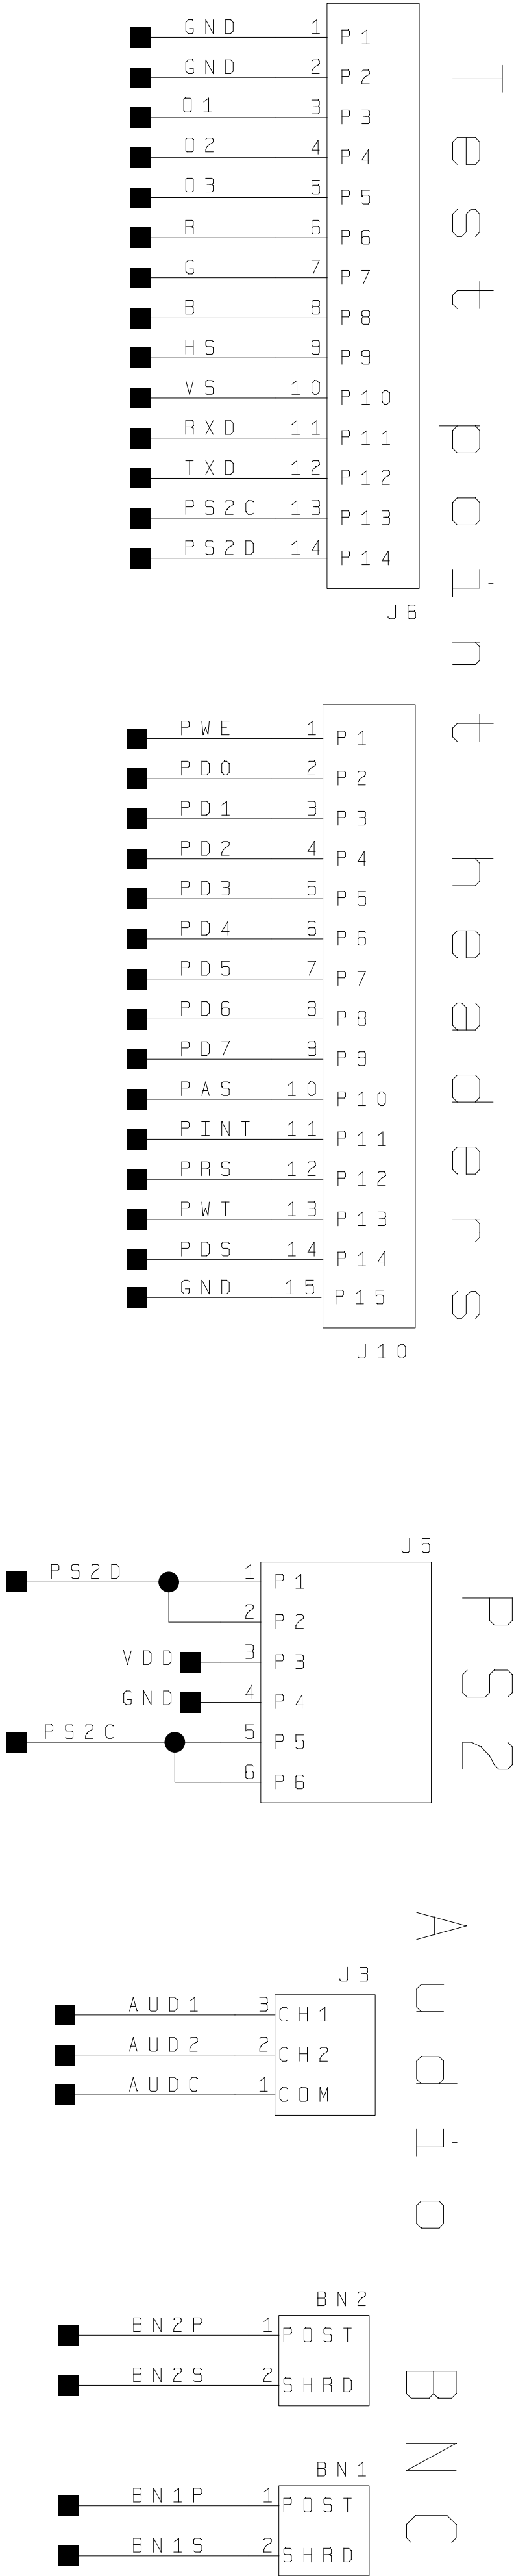 GND 1 P1
GND 2 P2
O1 3 P3
O2 4 P4
O3 5 P5
R 6 P6
G 7 P7
B 8 P8
HS 9 P9
VS 10 P10
RXD 11 P11
TXD 12 P12
PS2C 13 P13
PS2D 14 P14
J6
Test point headers
PWE 1 P1
PD0 2 P2
PD1 3 P3
PD2 4 P4
PD3 5 P5
PD4 6 P6
PD5 7 P7
PD6 8 P8
PD7 9 P9
PAS 10 P10
PINT 11 P11
PRS 12 P12
PWT 13 P13
PDS 14 P14
GND 15 P15
J10
J5
PS2D 1 P1
2 P2
VDD 3 P3
GND 4 P4
PS2C 5 P5
6 P6
PS2
J3
AUD1 3 CH1
AUD2 2 CH2
AUDC 1 COM
Audio
BN2
BN2P 1 POST
BN2S 2 SHRD
BNC
BN1
BN1P 1 POST
BN1S 2 SHRD